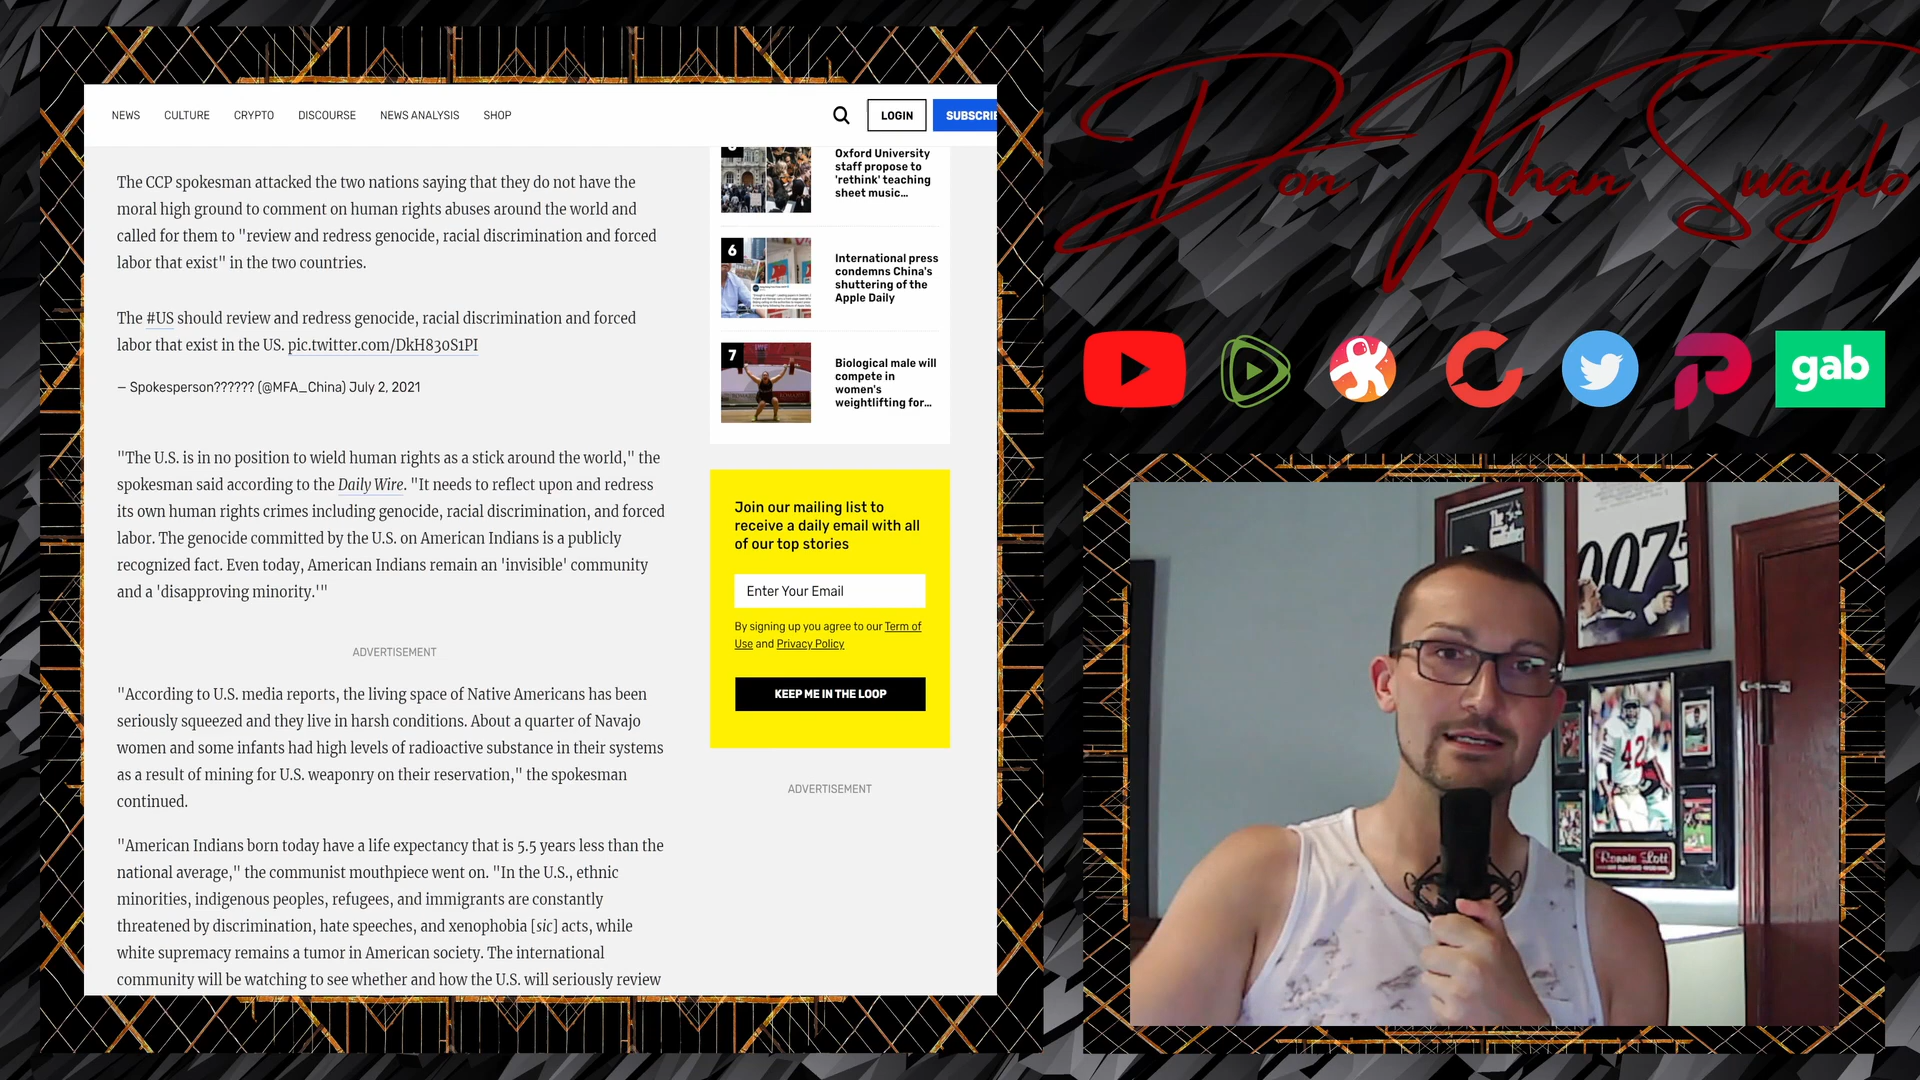 NEWS CULTURE CRYPTO DISCOURSE NEWS ANALYSIS SHOP
LOGIN
SUBSCRIB
The CCP spokesman attacked the two nations saying that they do not have the
moral high ground to comment on human rights abuses around the world and
called for them to "review and redress genocide, racial discrimination and forced
labor that exist" in the two countries.
The #US should review and redress genocide, racial discrimination and forced
labor that exist in the US. pic.twitter.com/DkH830S1PI
— Spokesperson?????? (@MFA_China) July 2, 2021
"The U.S. is in no position to wield human rights as a stick around the world," the
spokesman said according to the Daily Wire. "It needs to reflect upon and redress
its own human rights crimes including genocide, racial discrimination, and forced
labor. The genocide committed by the U.S. on American Indians is a publicly
recognized fact. Even today, American Indians remain an 'invisible' community
and a 'disapproving minority.'"
ADVERTISEMENT
"According to U.S. media reports, the living space of Native Americans has been
seriously squeezed and they live in harsh conditions. About a quarter of Navajo
women and some infants had high levels of radioactive substance in their systems
as a result of mining for U.S. weaponry on their reservation," the spokesman
continued.
"American Indians born today have a life expectancy that is 5.5 years less than the
national average," the communist mouthpiece went on. "In the U.S., ethnic
minorities, indigenous peoples, refugees, and immigrants are constantly
threatened by discrimination, hate speeches, and xenophobia [sic] acts, while
white supremacy remains a tumor in American society. The international
community will be watching to see whether and how the U.S. will seriously review
Oxford University
staff propose to
'rethink' teaching
sheet music...
6
International press
condemns China's
shuttering of the
Apple Daily
7
Biological male will
compete in
women's
weightlifting for...
Join our mailing list to
receive a daily email with all
of our top stories
Enter Your Email
By signing up you agree to our Term of
Use and Privacy Policy
KEEP ME IN THE LOOP
ADVERTISEMENT
Don Khan Swaylo
gab
007
42
Ronnie Lott